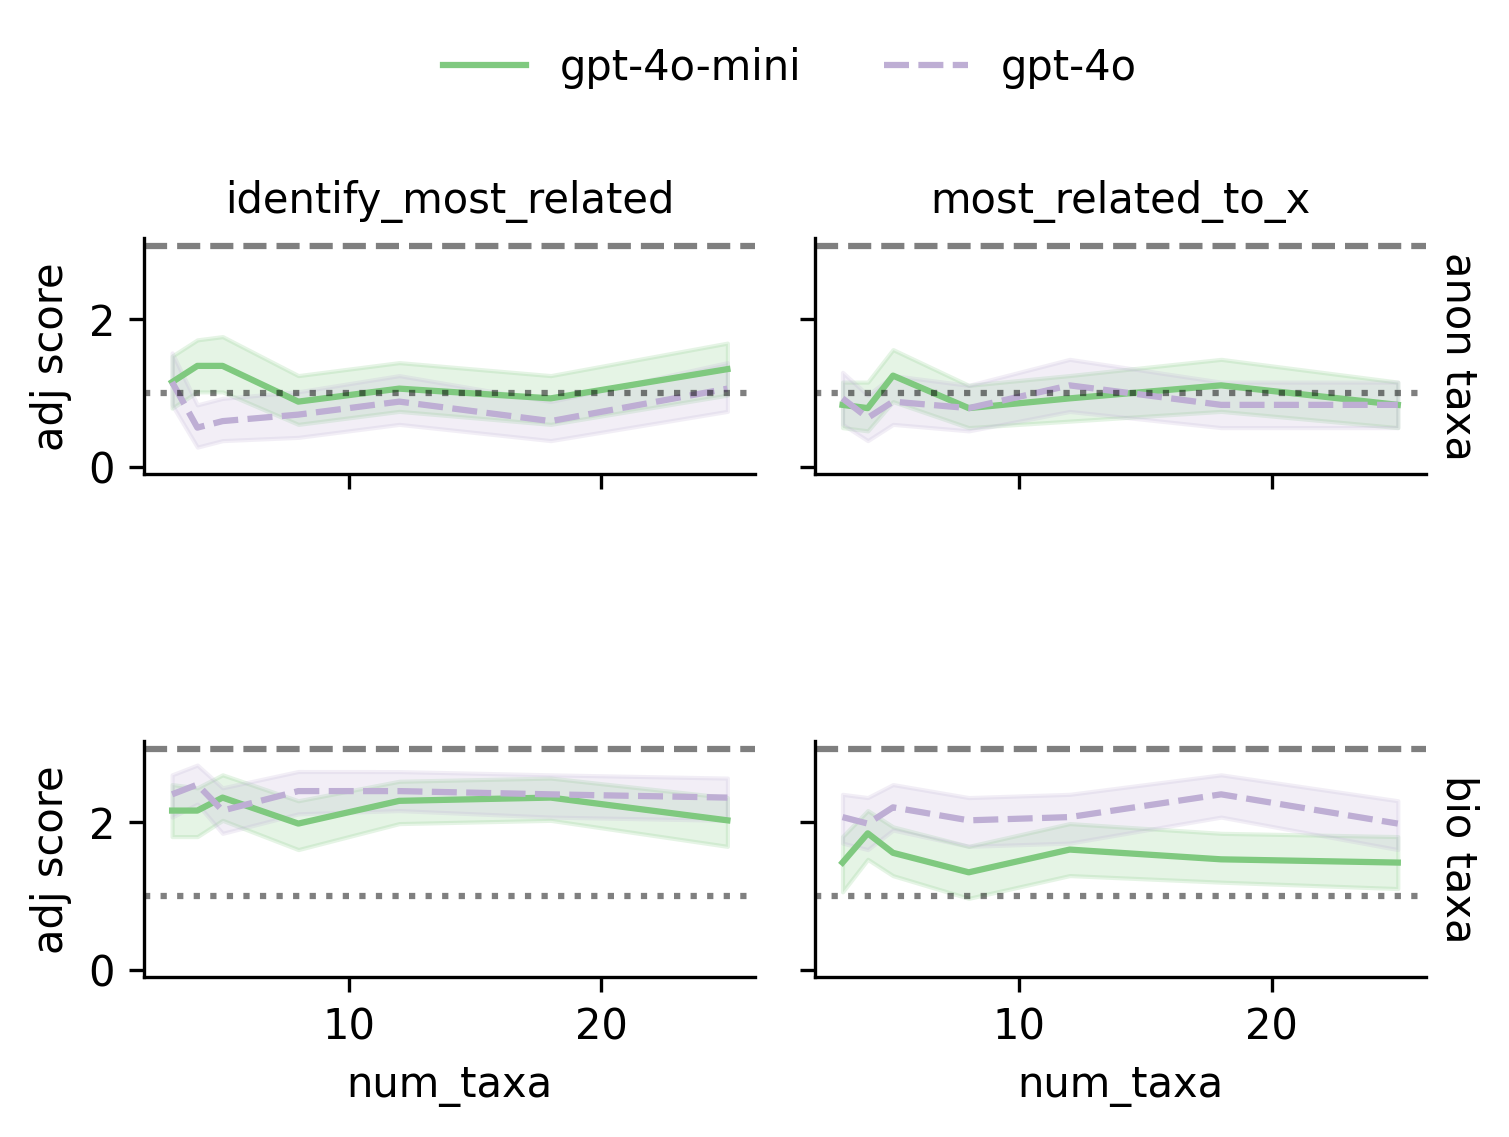 gpt-4o-mini gpt-4o
identify_most_related most_related_to_x
adj score
2
0
anon taxa
adj score
2
0
bio taxa
10 20 10 20
num_taxa num_taxa